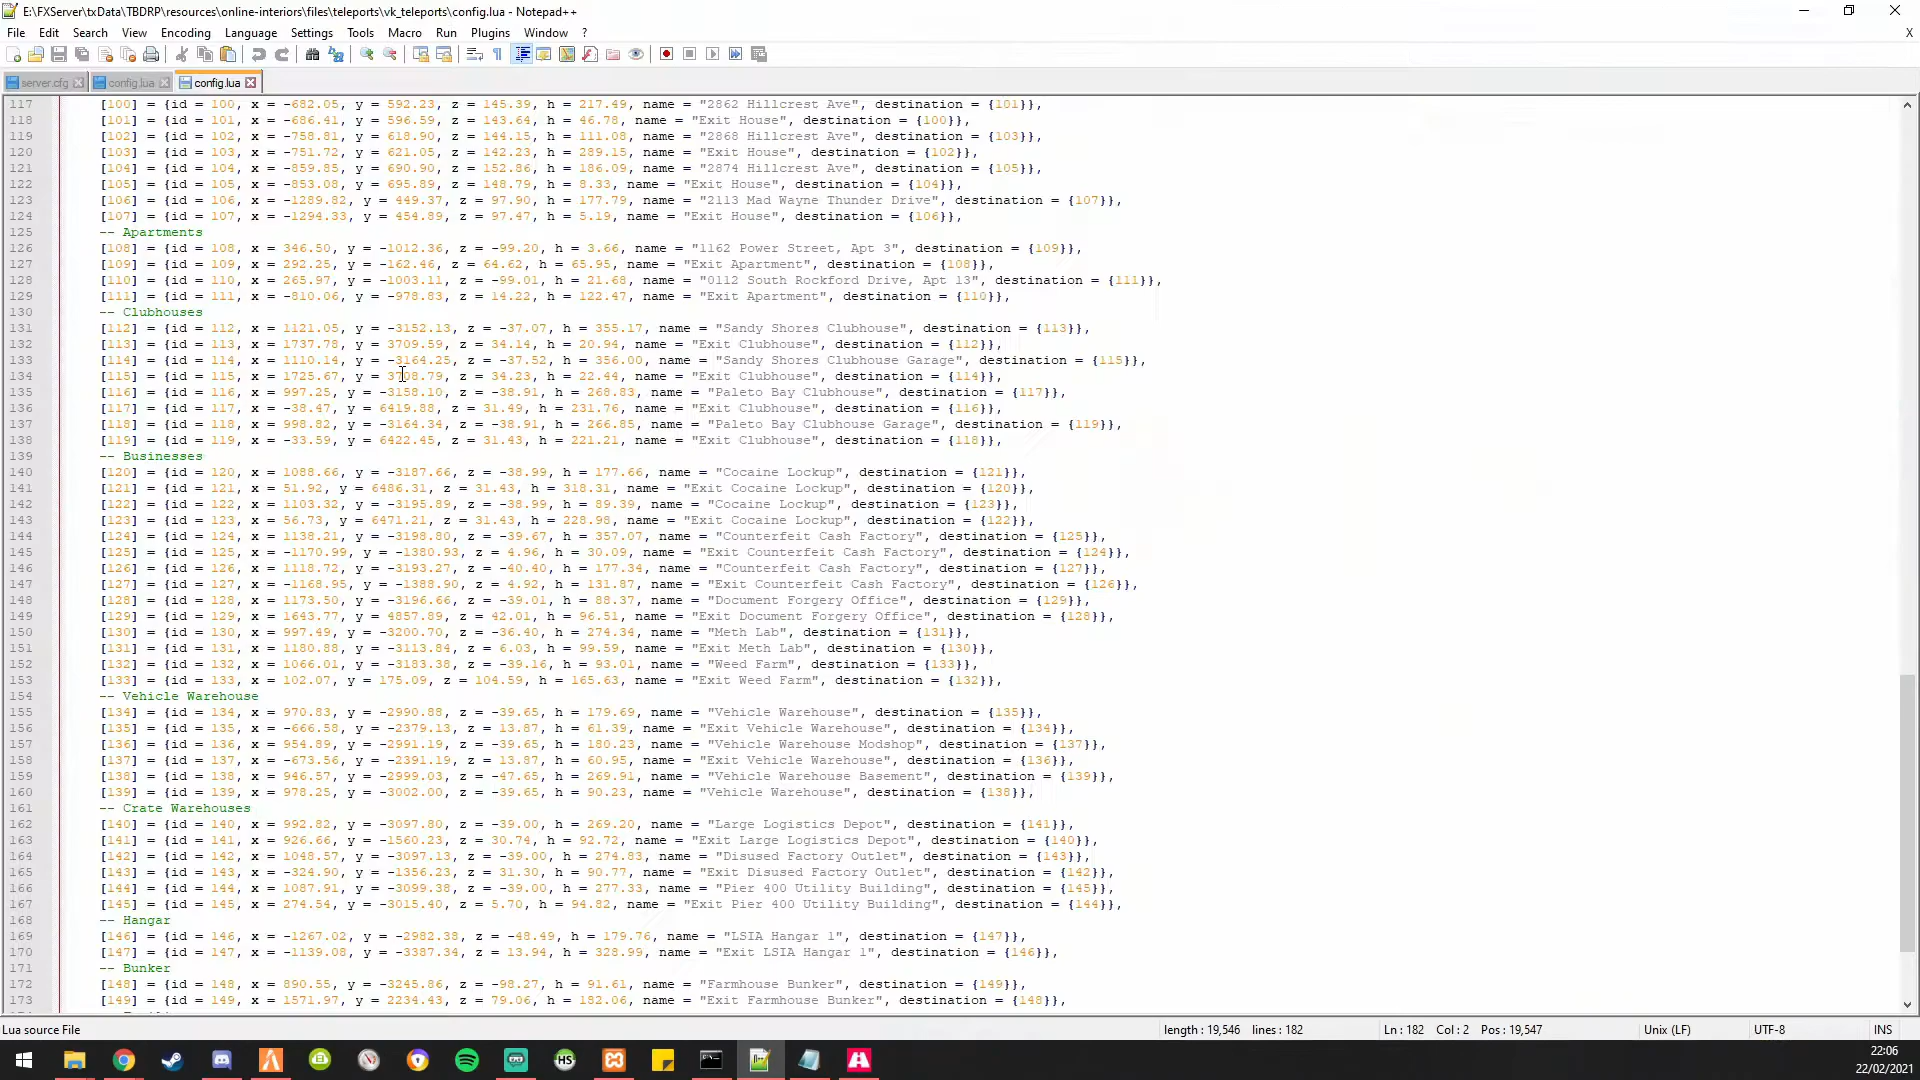 E:\FXServer\txData\TBDRP\resources\online-interiors\files\teleports\vk_teleports\config.lua - Notepad++
File Edit Search View Encoding Language Settings Tools Macro Run Plugins Window ? X
server.cfg config.lua config.lua
117 [100] = {id = 100, x = -682.05, y = 592.23, z = 145.39, h = 217.49, name = "2862 Hillcrest Ave", destination = {101}},
118 [101] = {id = 101, x = -686.41, y = 596.59, z = 143.64, h = 46.78, name = "Exit House", destination = {100}},
119 [102] = {id = 102, x = -758.81, y = 618.90, z = 144.15, h = 111.08, name = "2868 Hillcrest Ave", destination = {103}},
120 [103] = {id = 103, x = -751.72, y = 621.05, z = 142.23, h = 289.15, name = "Exit House", destination = {102}},
121 [104] = {id = 104, x = -859.85, y = 690.90, z = 152.86, h = 186.09, name = "2874 Hillcrest Ave", destination = {105}},
122 [105] = {id = 105, x = -853.08, y = 695.89, z = 148.79, h = 8.33, name = "Exit House", destination = {104}},
123 [106] = {id = 106, x = -1289.82, y = 449.37, z = 97.90, h = 177.79, name = "2113 Mad Wayne Thunder Drive", destination = {107}},
124 [107] = {id = 107, x = -1294.33, y = 454.89, z = 97.47, h = 5.19, name = "Exit House", destination = {106}},
125 -- Apartments
126 [108] = {id = 108, x = 346.50, y = -1012.36, z = -99.20, h = 3.66, name = "1162 Power Street, Apt 3", destination = {109}},
127 [109] = {id = 109, x = 292.25, y = -162.46, z = 64.62, h = 65.95, name = "Exit Apartment", destination = {108}},
128 [110] = {id = 110, x = 265.97, y = -1003.11, z = -99.01, h = 21.68, name = "0112 South Rockford Drive, Apt 13", destination = {111}},
129 [111] = {id = 111, x = -810.06, y = -978.83, z = 14.22, h = 122.47, name = "Exit Apartment", destination = {110}},
130 -- Clubhouses
131 [112] = {id = 112, x = 1121.05, y = -3152.13, z = -37.07, h = 355.17, name = "Sandy Shores Clubhouse", destination = {113}},
132 [113] = {id = 113, x = 1737.78, y = 3709.59, z = 34.14, h = 20.94, name = "Exit Clubhouse", destination = {112}},
133 [114] = {id = 114, x = 1110.14, y = -3164.25, z = -37.52, h = 356.00, name = "Sandy Shores Clubhouse Garage", destination = {115}},
134 [115] = {id = 115, x = 1725.67, y = 3708.79, z = 34.23, h = 22.44, name = "Exit Clubhouse", destination = {114}},
135 [116] = {id = 116, x = 997.25, y = -3158.10, z = -38.91, h = 268.83, name = "Paleto Bay Clubhouse", destination = {117}},
136 [117] = {id = 117, x = -38.47, y = 6419.88, z = 31.49, h = 231.76, name = "Exit Clubhouse", destination = {116}},
137 [118] = {id = 118, x = 998.82, y = -3164.34, z = -38.91, h = 266.85, name = "Paleto Bay Clubhouse Garage", destination = {119}},
138 [119] = {id = 119, x = -33.59, y = 6422.45, z = 31.43, h = 221.21, name = "Exit Clubhouse", destination = {118}},
139 -- Businesses
140 [120] = {id = 120, x = 1088.66, y = -3187.66, z = -38.99, h = 177.66, name = "Cocaine Lockup", destination = {121}},
141 [121] = {id = 121, x = 51.92, y = 6486.31, z = 31.43, h = 318.31, name = "Exit Cocaine Lockup", destination = {120}},
142 [122] = {id = 122, x = 1103.32, y = -3195.89, z = -38.99, h = 89.39, name = "Cocaine Lockup", destination = {123}},
143 [123] = {id = 123, x = 56.73, y = 6471.21, z = 31.43, h = 228.98, name = "Exit Cocaine Lockup", destination = {122}},
144 [124] = {id = 124, x = 1138.21, y = -3198.80, z = -39.67, h = 357.07, name = "Counterfeit Cash Factory", destination = {125}},
145 [125] = {id = 125, x = -1170.99, y = -1380.93, z = 4.96, h = 30.09, name = "Exit Counterfeit Cash Factory", destination = {124}},
146 [126] = {id = 126, x = 1118.72, y = -3193.27, z = -40.40, h = 177.34, name = "Counterfeit Cash Factory", destination = {127}},
147 [127] = {id = 127, x = -1168.95, y = -1388.90, z = 4.92, h = 131.87, name = "Exit Counterfeit Cash Factory", destination = {126}},
148 [128] = {id = 128, x = 1173.50, y = -3196.66, z = -39.01, h = 88.37, name = "Document Forgery Office", destination = {129}},
149 [129] = {id = 129, x = 1643.77, y = 4857.89, z = 42.01, h = 96.51, name = "Exit Document Forgery Office", destination = {128}},
150 [130] = {id = 130, x = 997.49, y = -3200.70, z = -36.40, h = 274.34, name = "Meth Lab", destination = {131}},
151 [131] = {id = 131, x = 1180.88, y = -3113.84, z = 6.03, h = 99.59, name = "Exit Meth Lab", destination = {130}},
152 [132] = {id = 132, x = 1066.01, y = -3183.38, z = -39.16, h = 93.01, name = "Weed Farm", destination = {133}},
153 [133] = {id = 133, x = 102.07, y = 175.09, z = 104.59, h = 165.63, name = "Exit Weed Farm", destination = {132}},
154 -- Vehicle Warehouse
155 [134] = {id = 134, x = 970.83, y = -2990.88, z = -39.65, h = 179.69, name = "Vehicle Warehouse", destination = {135}},
156 [135] = {id = 135, x = -666.58, y = -2379.13, z = 13.87, h = 61.39, name = "Exit Vehicle Warehouse", destination = {134}},
157 [136] = {id = 136, x = 954.89, y = -2991.19, z = -39.65, h = 180.23, name = "Vehicle Warehouse Modshop", destination = {137}},
158 [137] = {id = 137, x = -673.56, y = -2391.19, z = 13.87, h = 60.95, name = "Exit Vehicle Warehouse", destination = {136}},
159 [138] = {id = 138, x = 946.57, y = -2999.03, z = -47.65, h = 269.91, name = "Vehicle Warehouse Basement", destination = {139}},
160 [139] = {id = 139, x = 978.25, y = -3002.00, z = -39.65, h = 90.23, name = "Vehicle Warehouse", destination = {138}},
161 -- Crate Warehouses
162 [140] = {id = 140, x = 992.82, y = -3097.80, z = -39.00, h = 269.20, name = "Large Logistics Depot", destination = {141}},
163 [141] = {id = 141, x = 926.66, y = -1560.23, z = 30.74, h = 92.72, name = "Exit Large Logistics Depot", destination = {140}},
164 [142] = {id = 142, x = 1048.57, y = -3097.13, z = -39.00, h = 274.83, name = "Disused Factory Outlet", destination = {143}},
165 [143] = {id = 143, x = -324.90, y = -1356.23, z = 31.30, h = 90.77, name = "Exit Disused Factory Outlet", destination = {142}},
166 [144] = {id = 144, x = 1087.91, y = -3099.38, z = -39.00, h = 277.33, name = "Pier 400 Utility Building", destination = {145}},
167 [145] = {id = 145, x = 274.54, y = -3015.40, z = 5.70, h = 94.82, name = "Exit Pier 400 Utility Building", destination = {144}},
168 -- Hangar
169 [146] = {id = 146, x = -1267.02, y = -2982.38, z = -48.49, h = 179.76, name = "LSIA Hangar 1", destination = {147}},
170 [147] = {id = 147, x = -1139.08, y = -3387.34, z = 13.94, h = 328.99, name = "Exit LSIA Hangar 1", destination = {146}},
171 -- Bunker
172 [148] = {id = 148, x = 890.55, y = -3245.86, z = -98.27, h = 91.61, name = "Farmhouse Bunker", destination = {149}},
173 [149] = {id = 149, x = 1571.97, y = 2234.43, z = 79.06, h = 182.06, name = "Exit Farmhouse Bunker", destination = {148}},
Lua source File length : 19,546 lines : 182 Ln : 182 Col : 2 Pos : 19,547 Unix (LF) UTF-8 INS
HS
22:06
22/02/2021